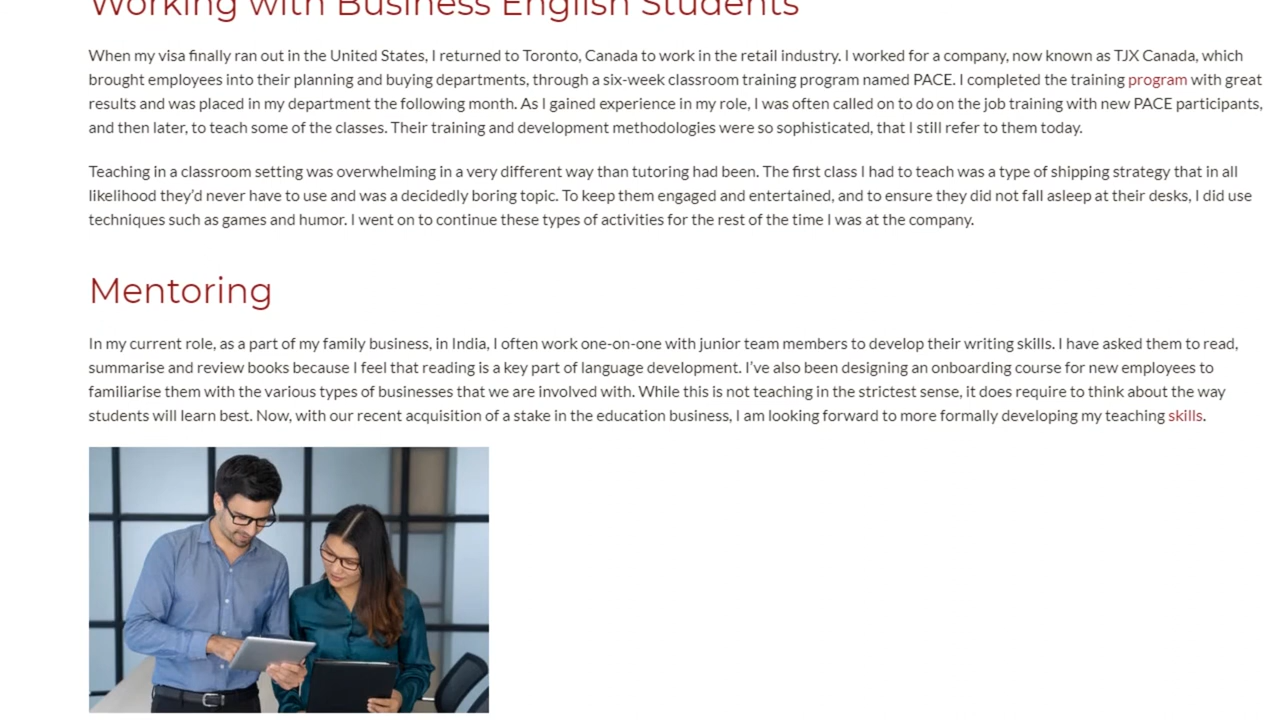 Working with Business English Students
When my visa finally ran out in the United States, I returned to Toronto, Canada to work in the retail industry. I worked for a company, now known as TJX Canada, which
brought employees into their planning and buying departments, through a six-week classroom training program named PACE. I completed the training program with great
results and was placed in my department the following month. As I gained experience in my role, I was often called on to do on the job training with new PACE participants,
and then later, to teach some of the classes. Their training and development methodologies were so sophisticated, that I still refer to them today.
Teaching in a classroom setting was overwhelming in a very different way than tutoring had been. The first class I had to teach was a type of shipping strategy that in all
likelihood they’d never have to use and was a decidedly boring topic. To keep them engaged and entertained, and to ensure they did not fall asleep at their desks, I did use
techniques such as games and humor. I went on to continue these types of activities for the rest of the time I was at the company.
Mentoring
In my current role, as a part of my family business, in India, I often work one-on-one with junior team members to develop their writing skills. I have asked them to read,
summarise and review books because I feel that reading is a key part of language development. I’ve also been designing an onboarding course for new employees to
familiarise them with the various types of businesses that we are involved with. While this is not teaching in the strictest sense, it does require to think about the way
students will learn best. Now, with our recent acquisition of a stake in the education business, I am looking forward to more formally developing my teaching skills.